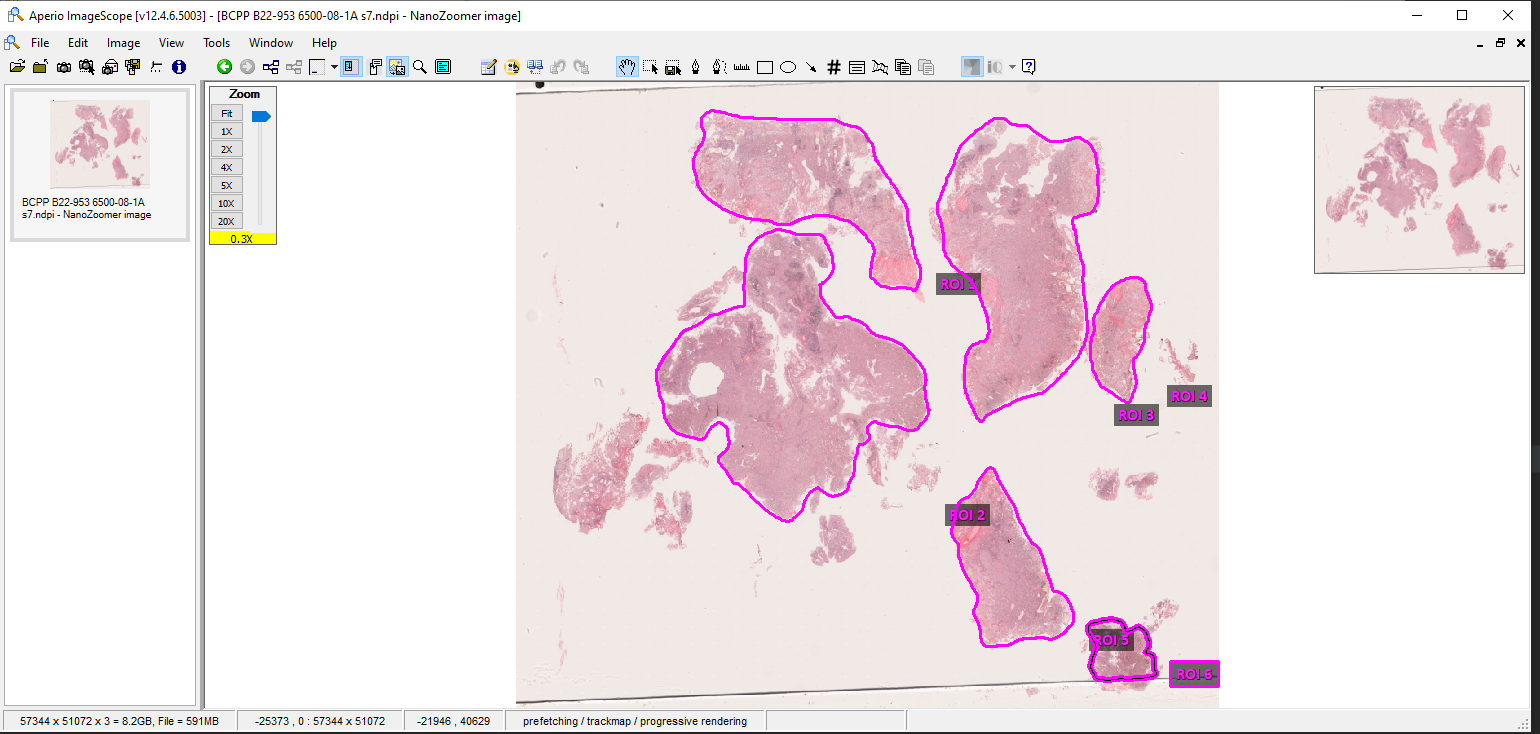 Aperio ImageScope [v12.4.6.5003] - [BCPP B22-953 6500-08-1A s7.ndpi - NanoZoomer image]
File Edit Image View Tools Window Help
Zoom
Fit
1X
2X
4X
5X
10X
20X
0.3X
BCPP B22-953 6500-08-1A
s7.ndpi - NanoZoomer image
ROI 1
ROI 4
ROI 3
ROI 2
ROI 5
ROI 6
57344 x 51072 x 3 = 8.2GB, File = 591MB
-25373 , 0 : 57344 x 51072
-21946 , 40629
prefetching / trackmap / progressive rendering